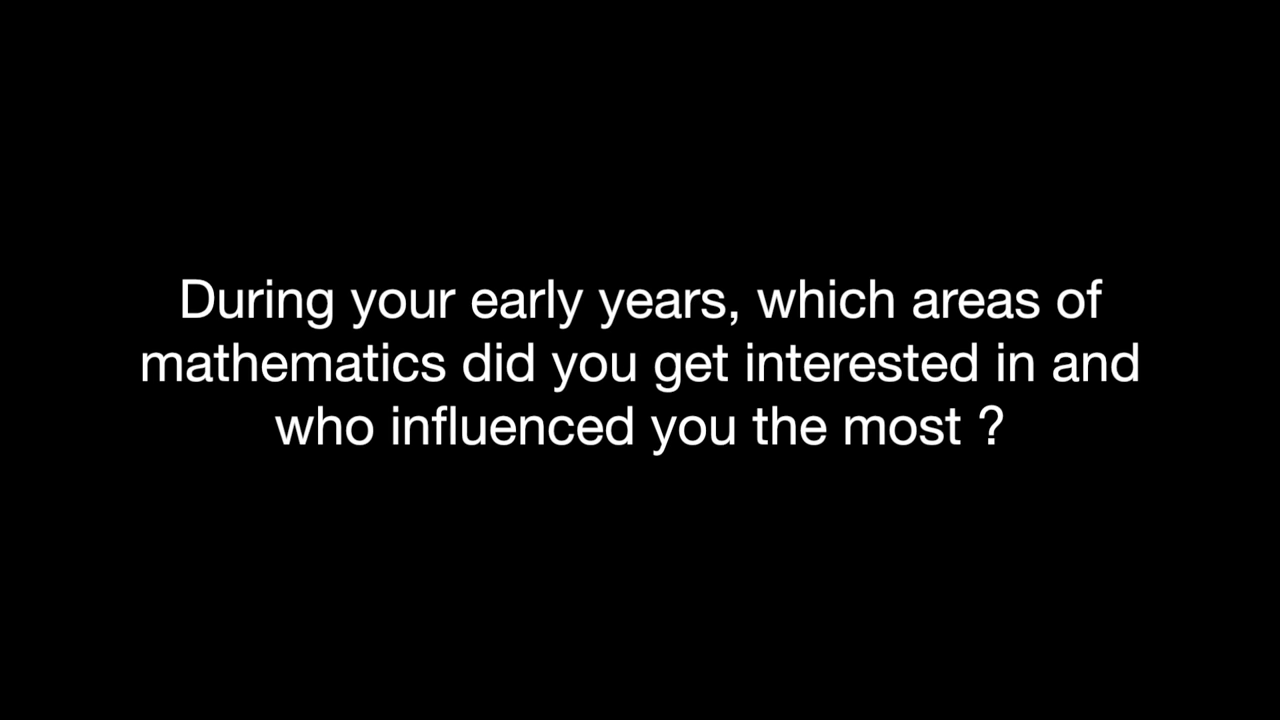 During your early years, which areas of
mathematics did you get interested in and
who influenced you the most ?